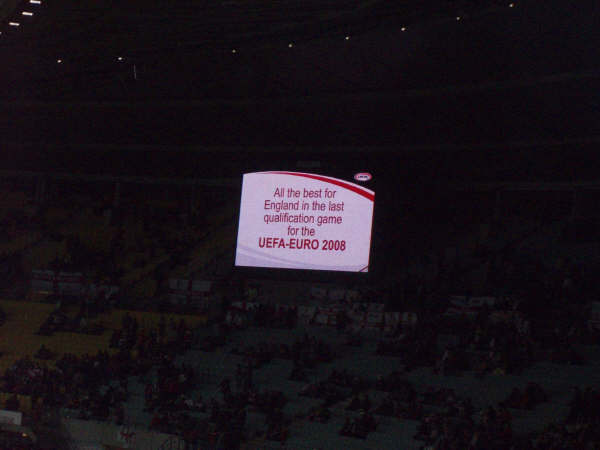 All the best for
England in the last
qualification game
for the
UEFA-EURO 2008